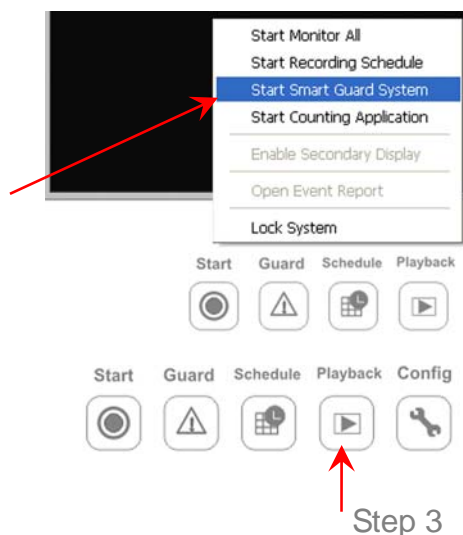 Start Monitor All
Start Recording Schedule
Start Smart Guard System
Start Counting Application
Enable Secondary Display
Open Event Report
Lock System
Start Guard Schedule Playback
Start Guard Schedule Playback Config
Step 3